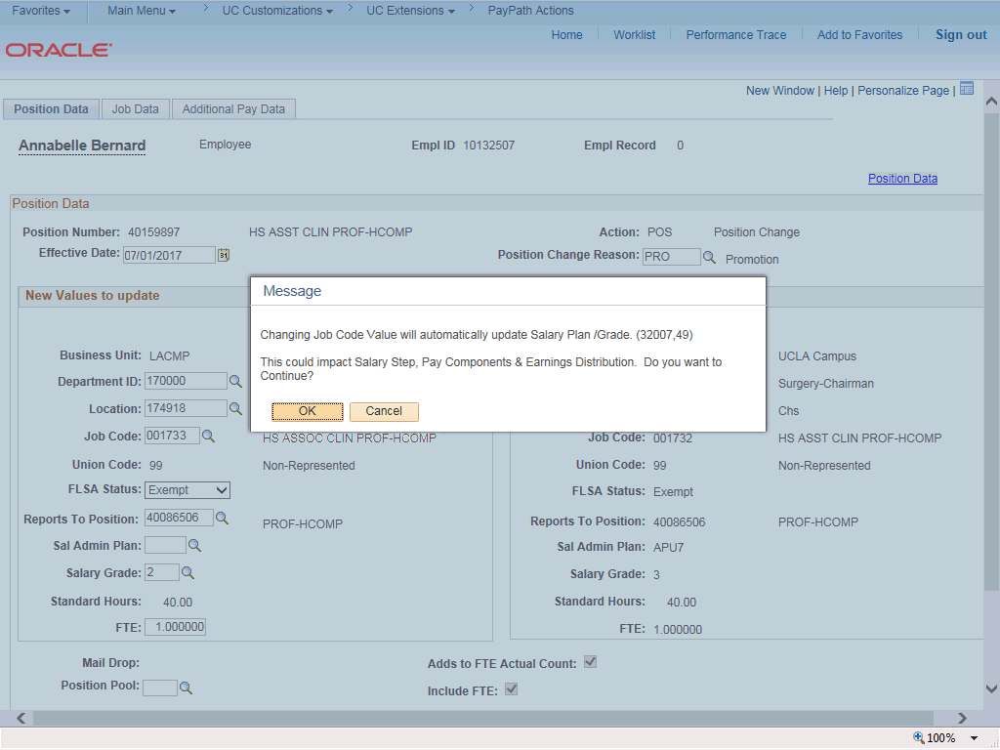 Favorites Main Menu > UC Customizations > UC Extensions > PayPath Actions
Home Worklist Performance Trace Add to Favorites Sign out
ORACLE
New Window | Help | Personalize Page |
Position Data Job Data Additional Pay Data
Annabelle Bernard Employee Empl ID 10132507 Empl Record 0
Position Data
Position Data
Position Number: 40159897 HS ASST CLIN PROF-HCOMP Action: POS Position Change
Effective Date: 07/01/2017 31 Position Change Reason: PRO Promotion
New Values to update
Message
Changing Job Code Value will automatically update Salary Plan /Grade. (32007,49)
This could impact Salary Step, Pay Components & Earnings Distribution. Do you want to
Continue?
OK Cancel
Business Unit: LACMP UCLA Campus
Department ID: 170000 Surgery-Chairman
Location: 174918 Chs
Job Code: 001733 HS ASSOC CLIN PROF-HCOMP Job Code: 001732 HS ASST CLIN PROF-HCOMP
Union Code: 99 Non-Represented Union Code: 99 Non-Represented
FLSA Status: Exempt FLSA Status: Exempt
Reports To Position: 40086506 PROF-HCOMP Reports To Position: 40086506 PROF-HCOMP
Sal Admin Plan: Sal Admin Plan: APU7
Salary Grade: 2 Salary Grade: 3
Standard Hours: 40.00 Standard Hours: 40.00
FTE: 1.000000 FTE: 1.000000
Mail Drop: Adds to FTE Actual Count:
Position Pool: Include FTE:
100%